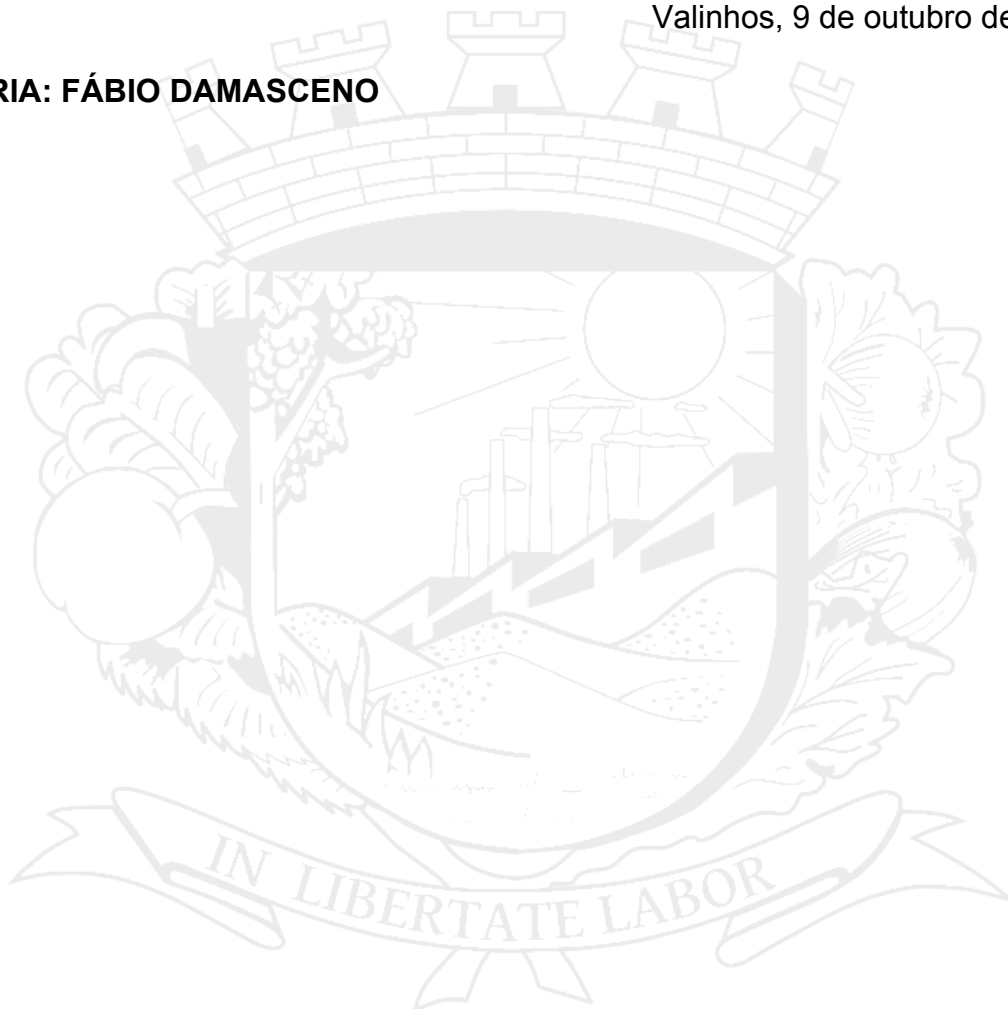 Valinhos, 9 de outubro de
RIA: FÁBIO DAMASCENO
IN LIBERTATE LABOR